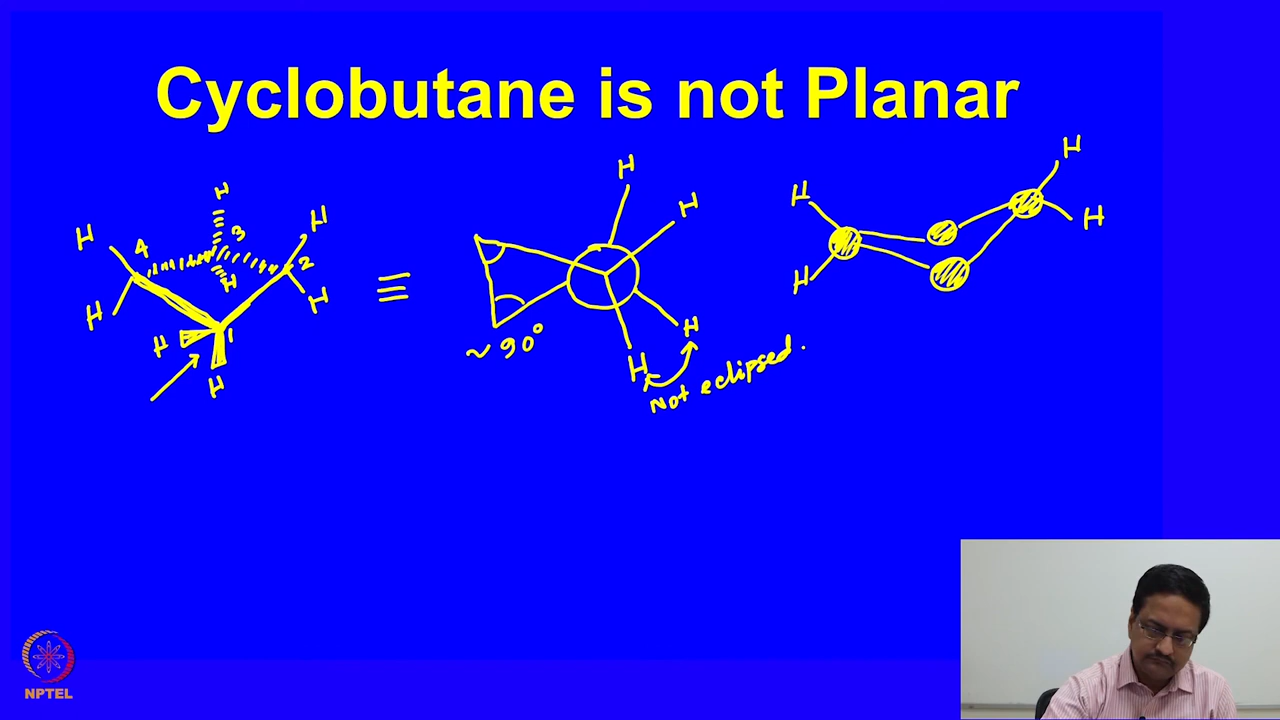 Cyclobutane is not Planar
H
H
4
H
3
H
2
H
H
H
1
H
H
≡
H
H
~ 90°
H
H
Not eclipsed.
H
H
H
H
NPTEL